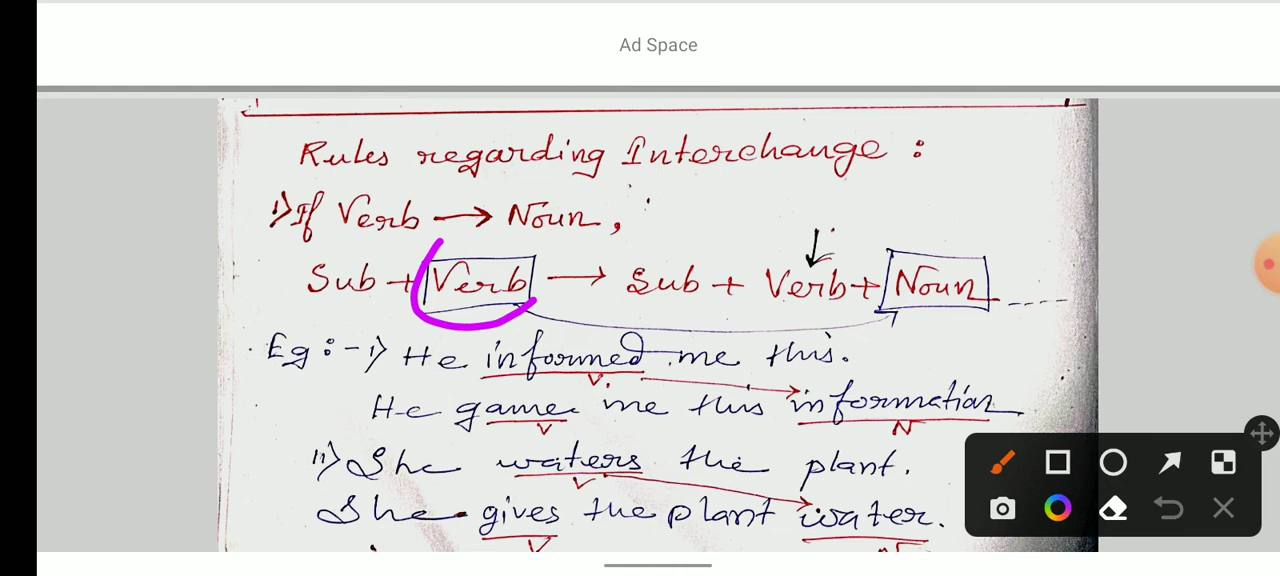 Ad Space
Rules regarding Interchange :
1) If Verb → Noun,
Sub + Verb → Sub + Verb + Noun ----
Eg :- i) He informed me this.
V.
He game me this information
V N
ii) She waters the plant.
V
She gives the plant water.
V N